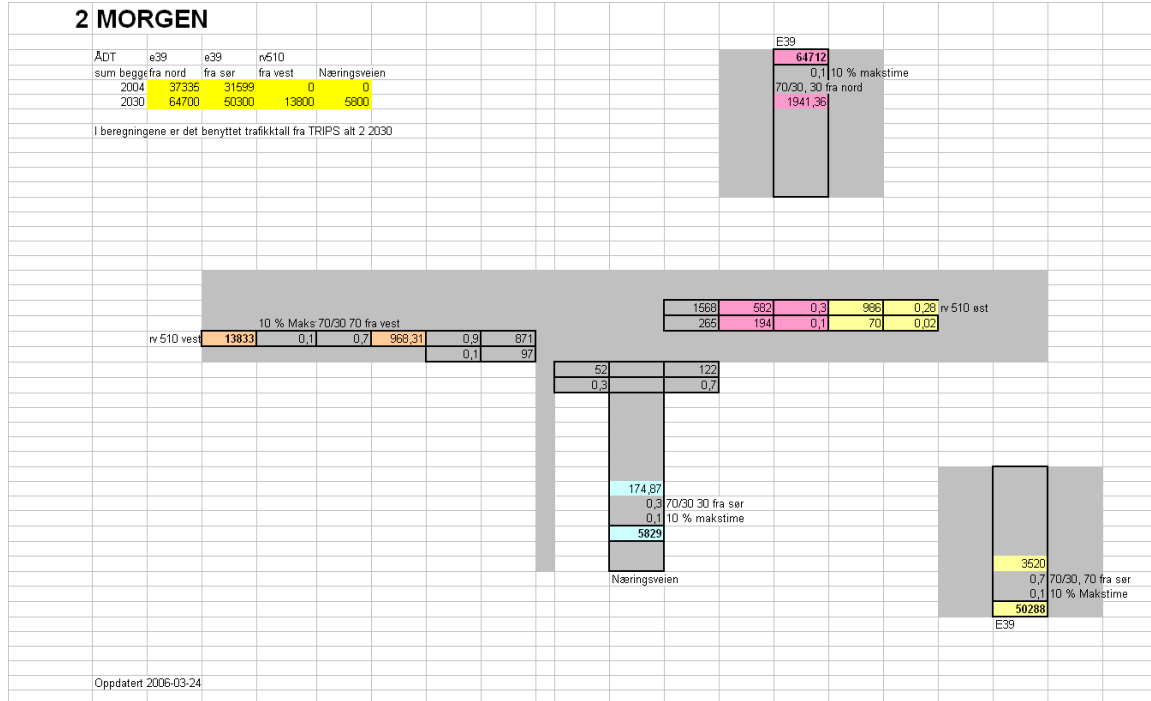 2 MORGEN
E39
ÅDT e39 e39 rv510
64712
sum begge fra nord fra sør fra vest Næringsveien
0,1 10 % makstime
2004 37335 31599 0 0
70/30, 30 fra nord
2030 64700 50300 13800 5800
1941,36
I beregningene er det benyttet trafikktall fra TRIPS alt 2 2030
1568 582 0,3 986 0,28 rv 510 øst
10 % Maks 70/30 70 fra vest
265 194 0,1 70 0,02
rv 510 vest 13833 0,1 0,7 968,31 0,9 871
0,1 97
52 122
0,3 0,7
174,87
0,3 70/30 30 fra sør
0,1 10 % makstime
5829
3520
Næringsveien
0,7 70/30, 70 fra sør
0,1 10 % Makstime
50288
E39
Oppdatert 2006-03-24